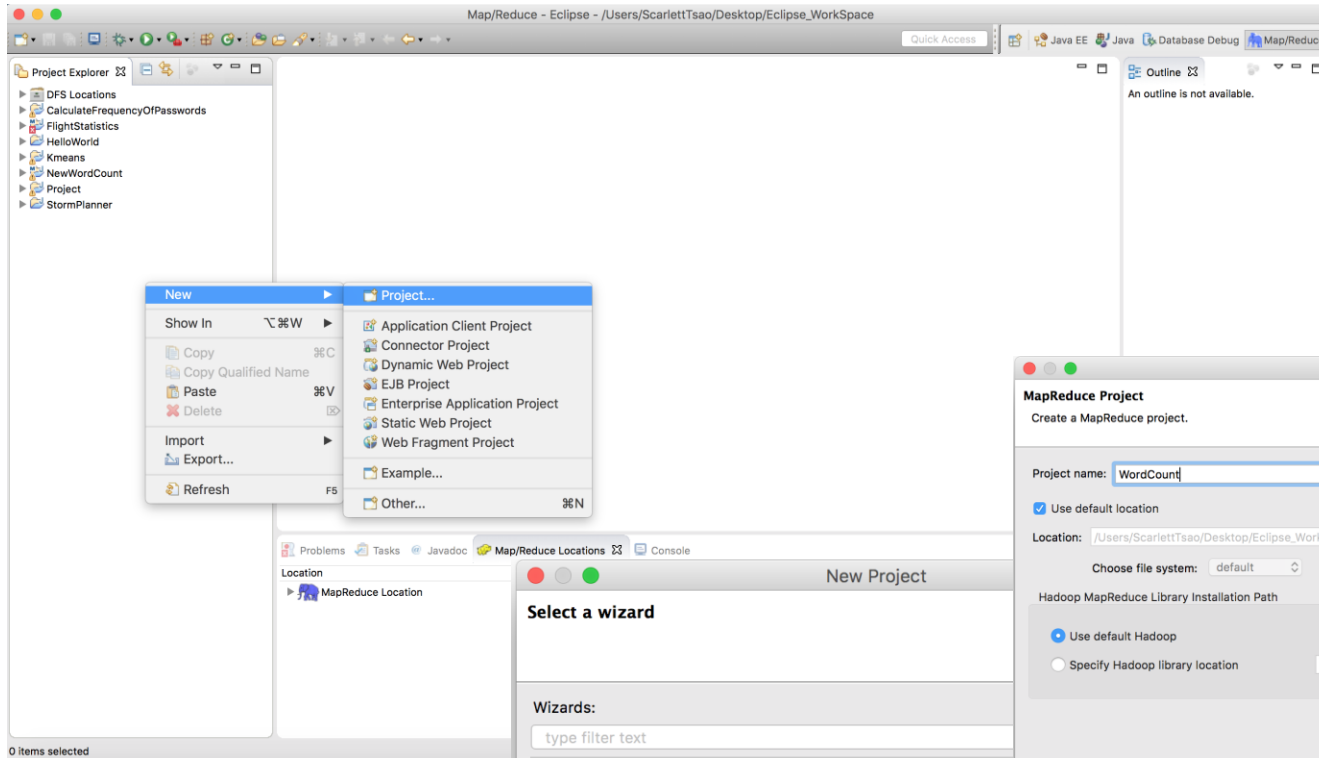 Map/Reduce - Eclipse - /Users/ScarlettTsao/Desktop/Eclipse_WorkSpace
Quick Access
Java EE
Java
Database Debug
Map/Reduc
Project Explorer
DFS Locations
CalculateFrequencyOfPasswords
FlightStatistics
HelloWorld
Kmeans
NewWordCount
Project
StormPlanner
Outline
An outline is not available.
New
Show In ⌥⌘W
Copy ⌘C
Copy Qualified Name
Paste ⌘V
Delete ⌦
Import
Export...
Refresh F5
Project...
Application Client Project
Connector Project
Dynamic Web Project
EJB Project
Enterprise Application Project
Static Web Project
Web Fragment Project
Example...
Other... ⌘N
Problems
Tasks
Javadoc
Map/Reduce Locations
Console
Location
MapReduce Location
New Project
Select a wizard
Wizards:
type filter text
MapReduce Project
Create a MapReduce project.
Project name: WordCount
Use default location
Location: /Users/ScarlettTsao/Desktop/Eclipse_Work
Choose file system: default
Hadoop MapReduce Library Installation Path
Use default Hadoop
Specify Hadoop library location
0 items selected